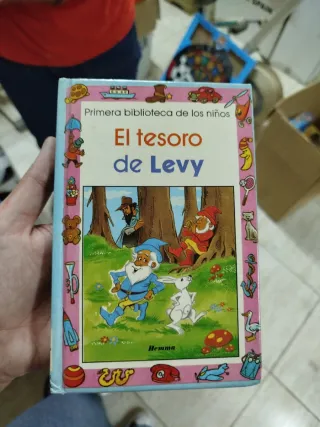 Primera biblioteca de los niños
El tesoro
de Levy
Hemma